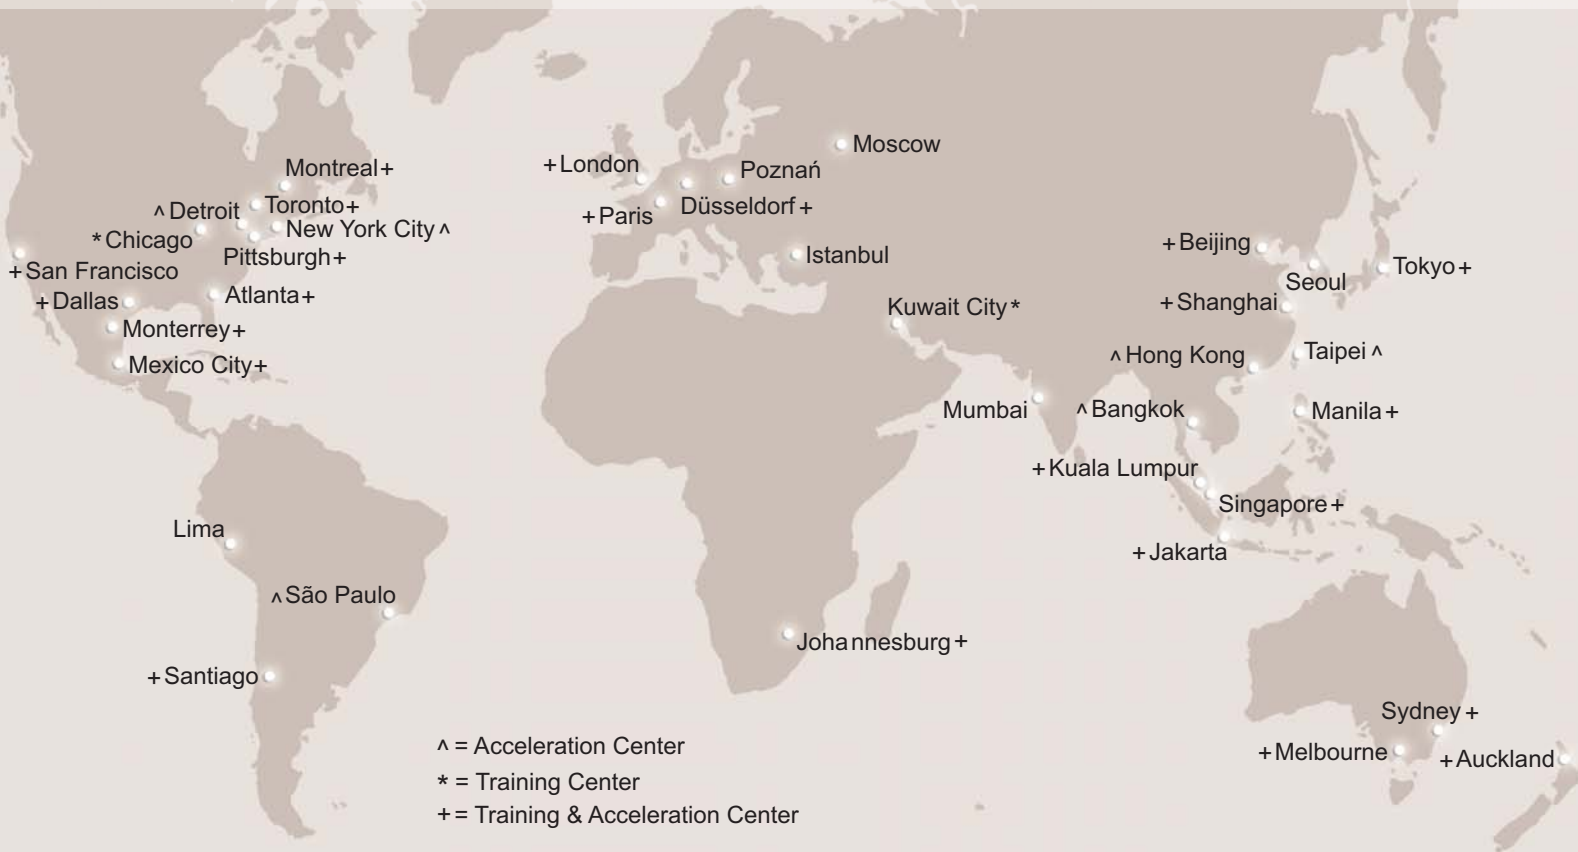 Moscow
+London
Poznań
Montreal+
Düsseldorf+
+Paris
^Detroit
Toronto+
New York City^
*Chicago
Pittsburgh+
+San Francisco
Istanbul
+Beijing
Tokyo+
Seoul
+Dallas
Atlanta+
Kuwait City*
+Shanghai
Monterrey+
^Hong Kong
Taipei^
Mexico City+
Mumbai
^Bangkok
Manila+
+Kuala Lumpur
Singapore+
Lima
+Jakarta
^São Paulo
Johannesburg+
+Santiago
Sydney+
+Melbourne
+Auckland
^ = Acceleration Center
* = Training Center
+ = Training & Acceleration Center